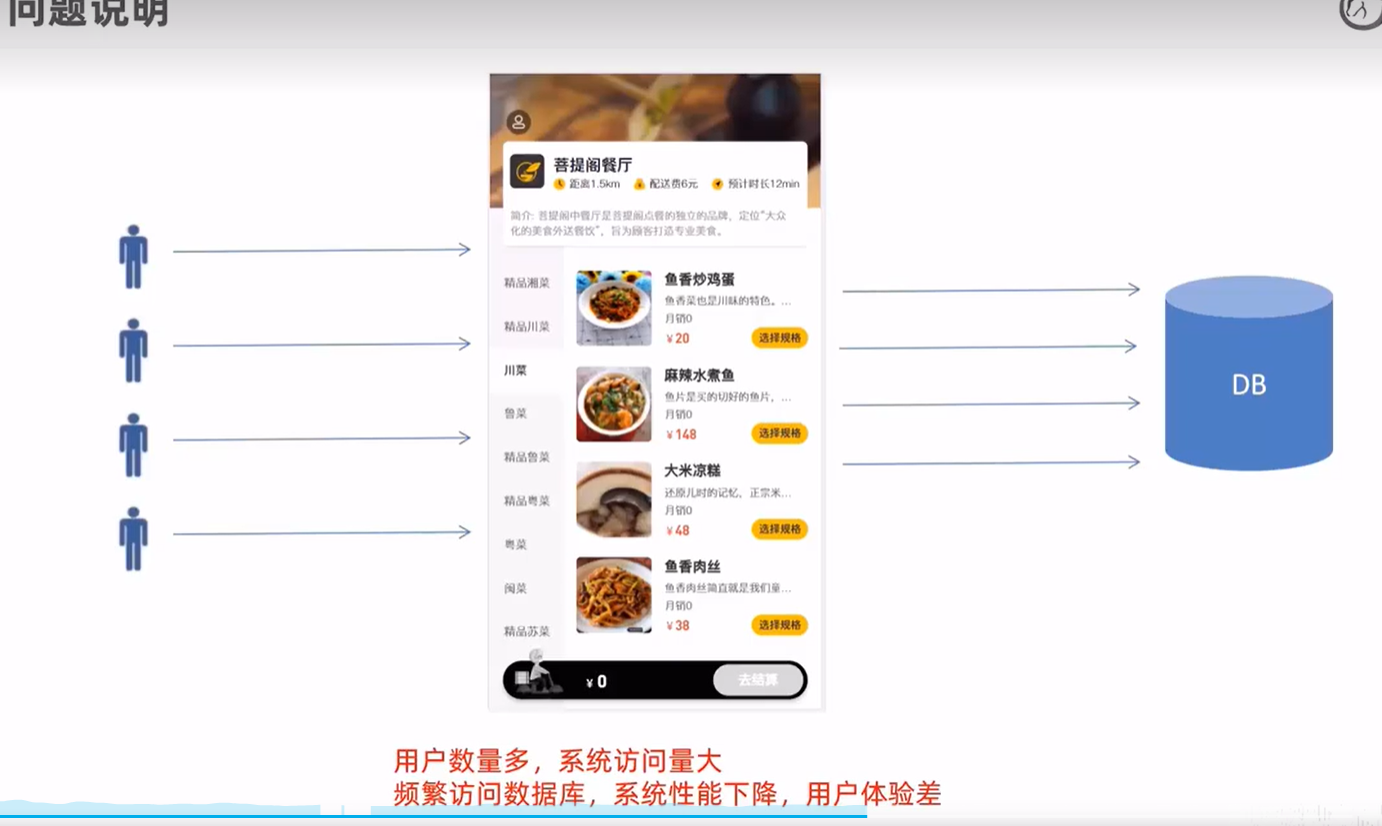 问题说明
菩提阁餐厅
距离1.5km 配送费6元 预计时长12min
简介: 菩提阁中餐厅是菩提阁点餐的独立的品牌，定位“大众
化的美食外送餐饮”，旨为顾客打造专业美食。
精品湘菜
精品川菜
川菜
鲁菜
精品鲁菜
精品粤菜
粤菜
闽菜
精品苏菜
鱼香炒鸡蛋
鱼香菜也是川味的特色。...
月销0
¥20
选择规格
麻辣水煮鱼
鱼片是买的切好的鱼片，...
月销0
¥148
选择规格
大米凉糕
还原儿时的记忆，正宗米...
月销0
¥48
选择规格
鱼香肉丝
鱼香肉丝简直就是我们童...
月销0
¥38
选择规格
¥0
去结算
DB
用户数量多，系统访问量大
频繁访问数据库，系统性能下降，用户体验差